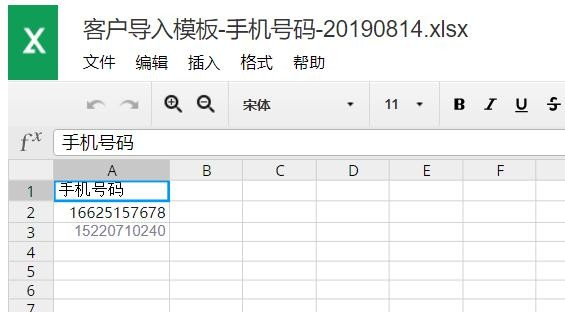 客户导入模板-手机号码-20190814.xlsx
文件 编辑 插入 格式 帮助
宋体 11 B I U S
fx 手机号码
A B C D E F
1 手机号码
2 16625157678
3 15220710240
4
5
6
7